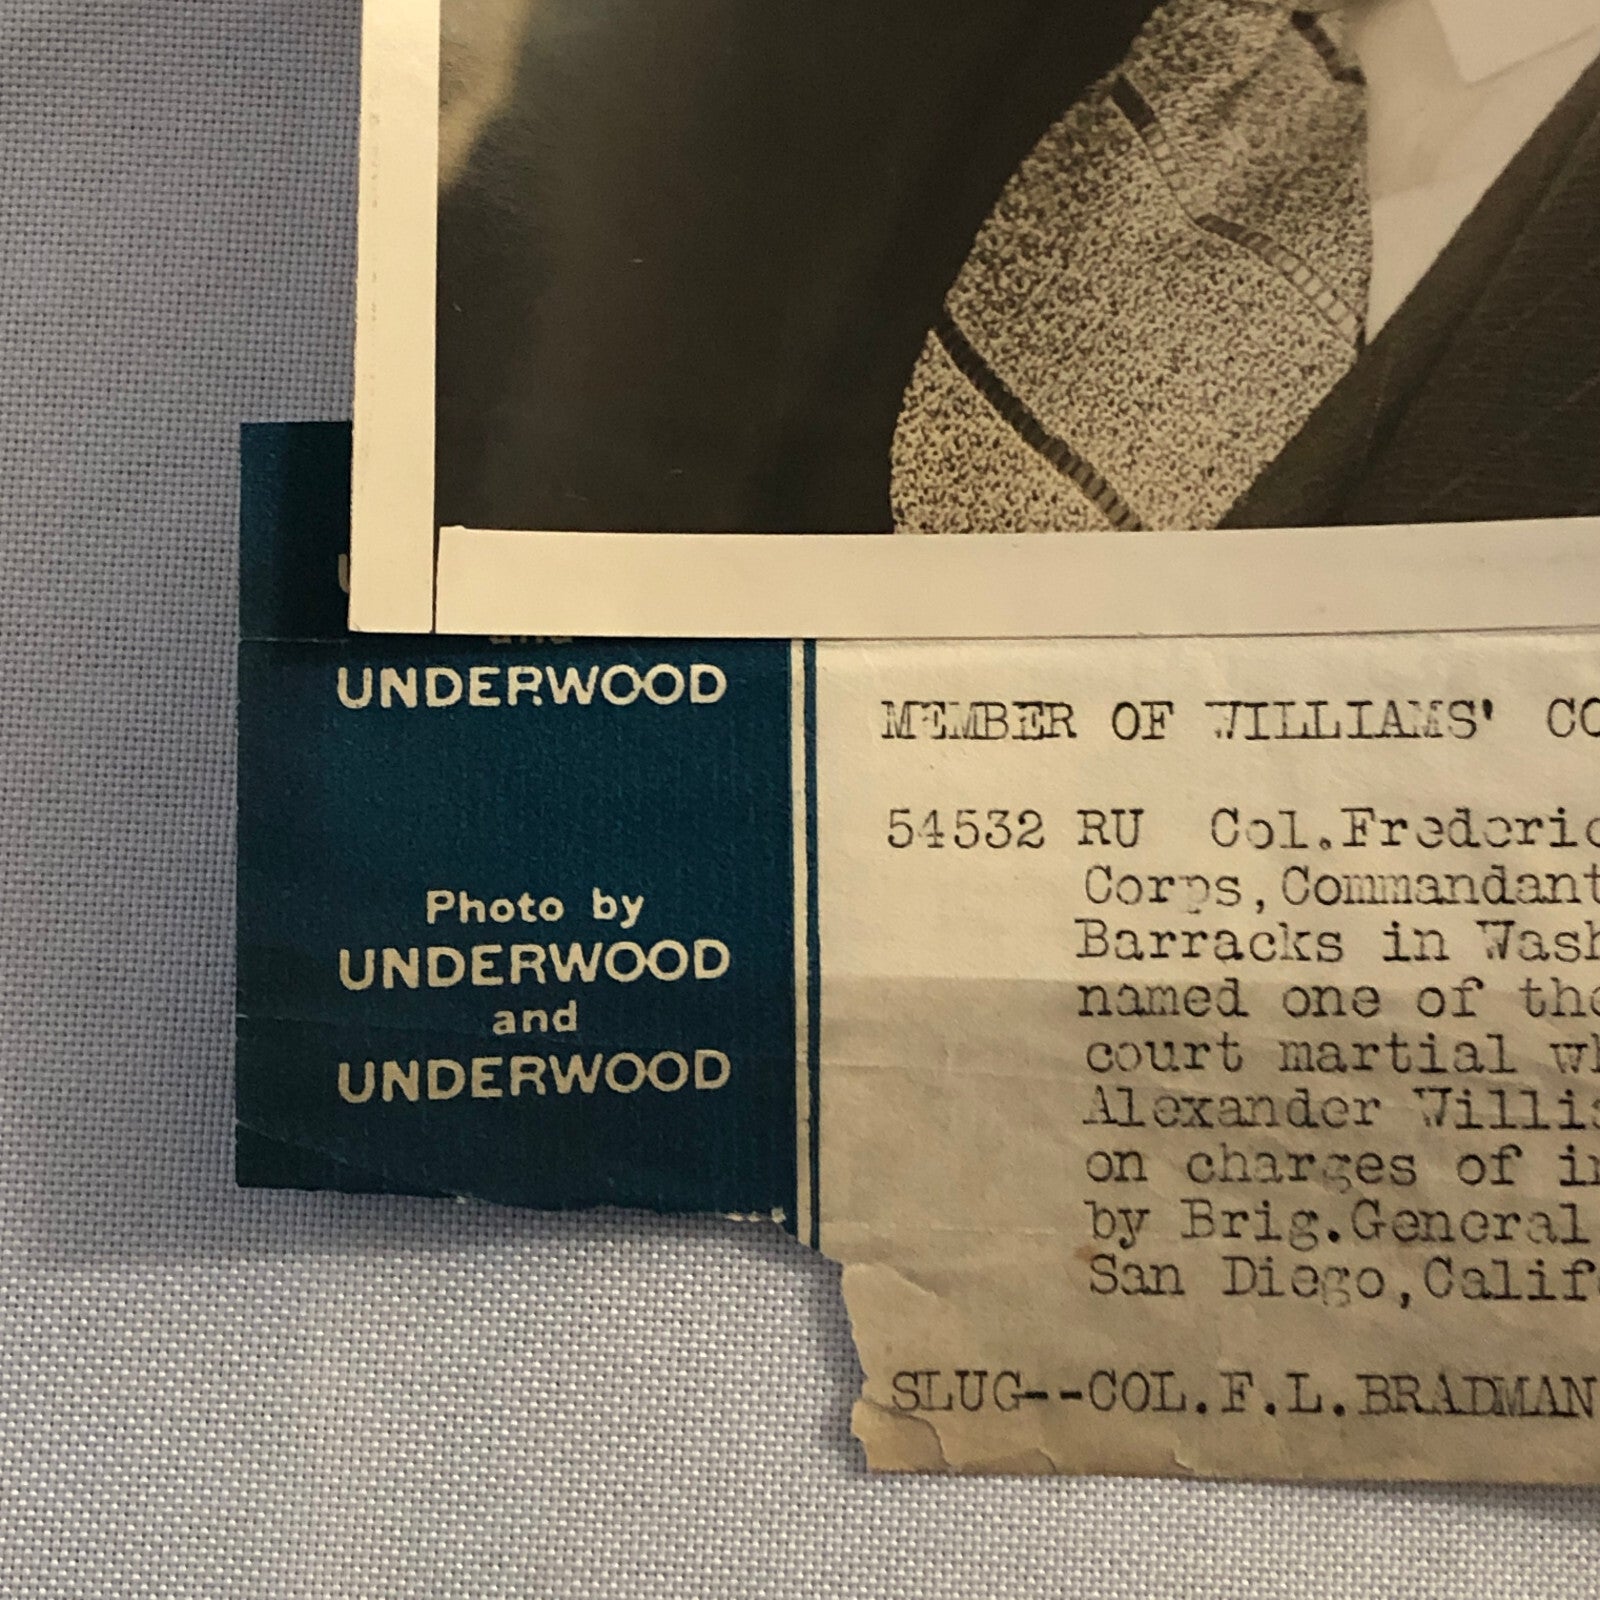 UNDERWOOD
Photo by
UNDERWOOD
and
UNDERWOOD
MEMBER OF WILLIAMS'
54532 RU Col.Frederic
Corps,Commandant
Barracks in Wash
named one of the
court martial wh
Alexander Willia
on charges of in
by Brig.General
San Diego,Calif
SLUG--COL.F.L.BRADMAN